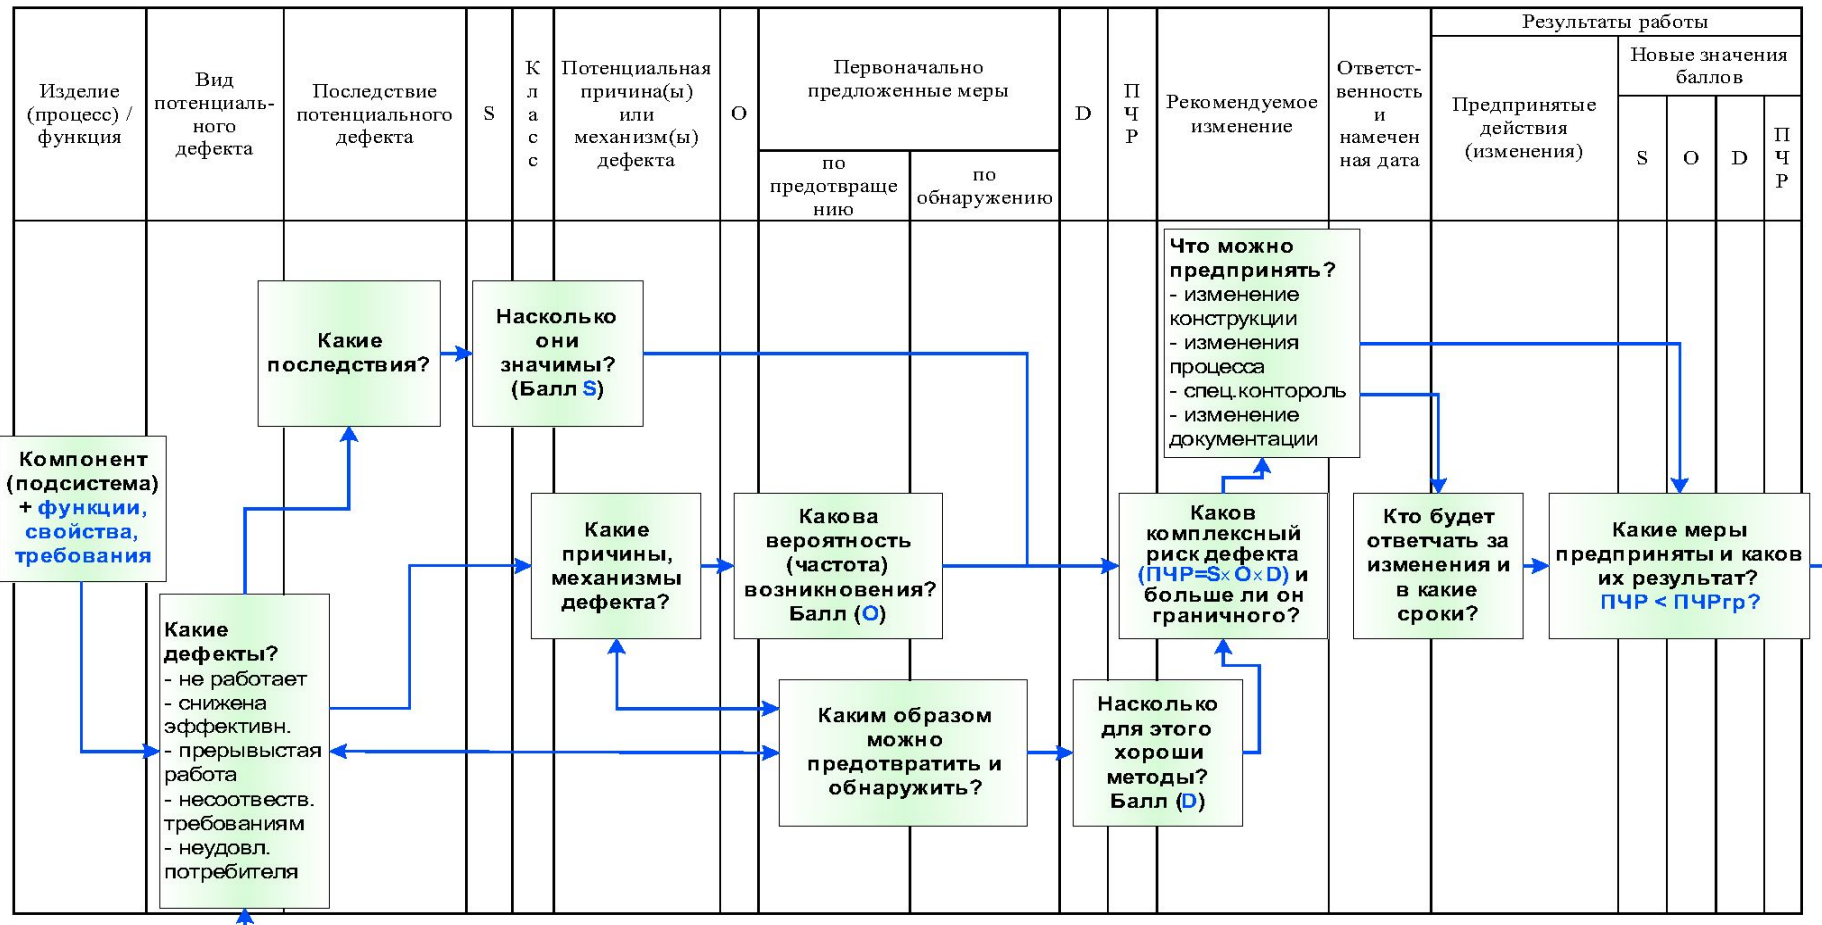 Изделие
(процесс) /
функция
Вид
потенциаль-
ного
дефекта
Последствие
потенциального
дефекта
S
К
л
а
с
с
Потенциальная
причина(ы)
или
механизм(ы)
дефекта
O
Первоначально
предложенные меры
по
предотвраще
нию
по
обнаружению
D
П
Ч
Р
Рекомендуемое
изменение
Ответст-
венность
и
намечен
ная дата
Результаты работы
Предпринятые
действия
(изменения)
Новые значения
баллов
S
O
D
П
Ч
Р
Компонент
(подсистема)
+ функции,
свойства,
требования
Какие
дефекты?
- не работает
- снижена
эффективн.
- прерывыстая
работа
- несоотвеств.
требованиям
- неудовл.
потребителя
Какие
последствия?
Насколько
они
значимы?
(Балл S)
Какие
причины,
механизмы
дефекта?
Какова
вероятность
(частота)
возникновения?
Балл (O)
Каким образом
можно
предотвратить и
обнаружить?
Насколько
для этого
хороши
методы?
Балл (D)
Каков
комплексный
риск дефекта
(ПЧР=S×O×D) и
больше ли он
граничного?
Что можно
предпринять?
- изменение
конструкции
- изменения
процесса
- спец.контороль
- изменение
документации
Кто будет
ответчать за
изменения и
в какие
сроки?
Какие меры
предприняты и каков
их результат?
ПЧР < ПЧРгр?